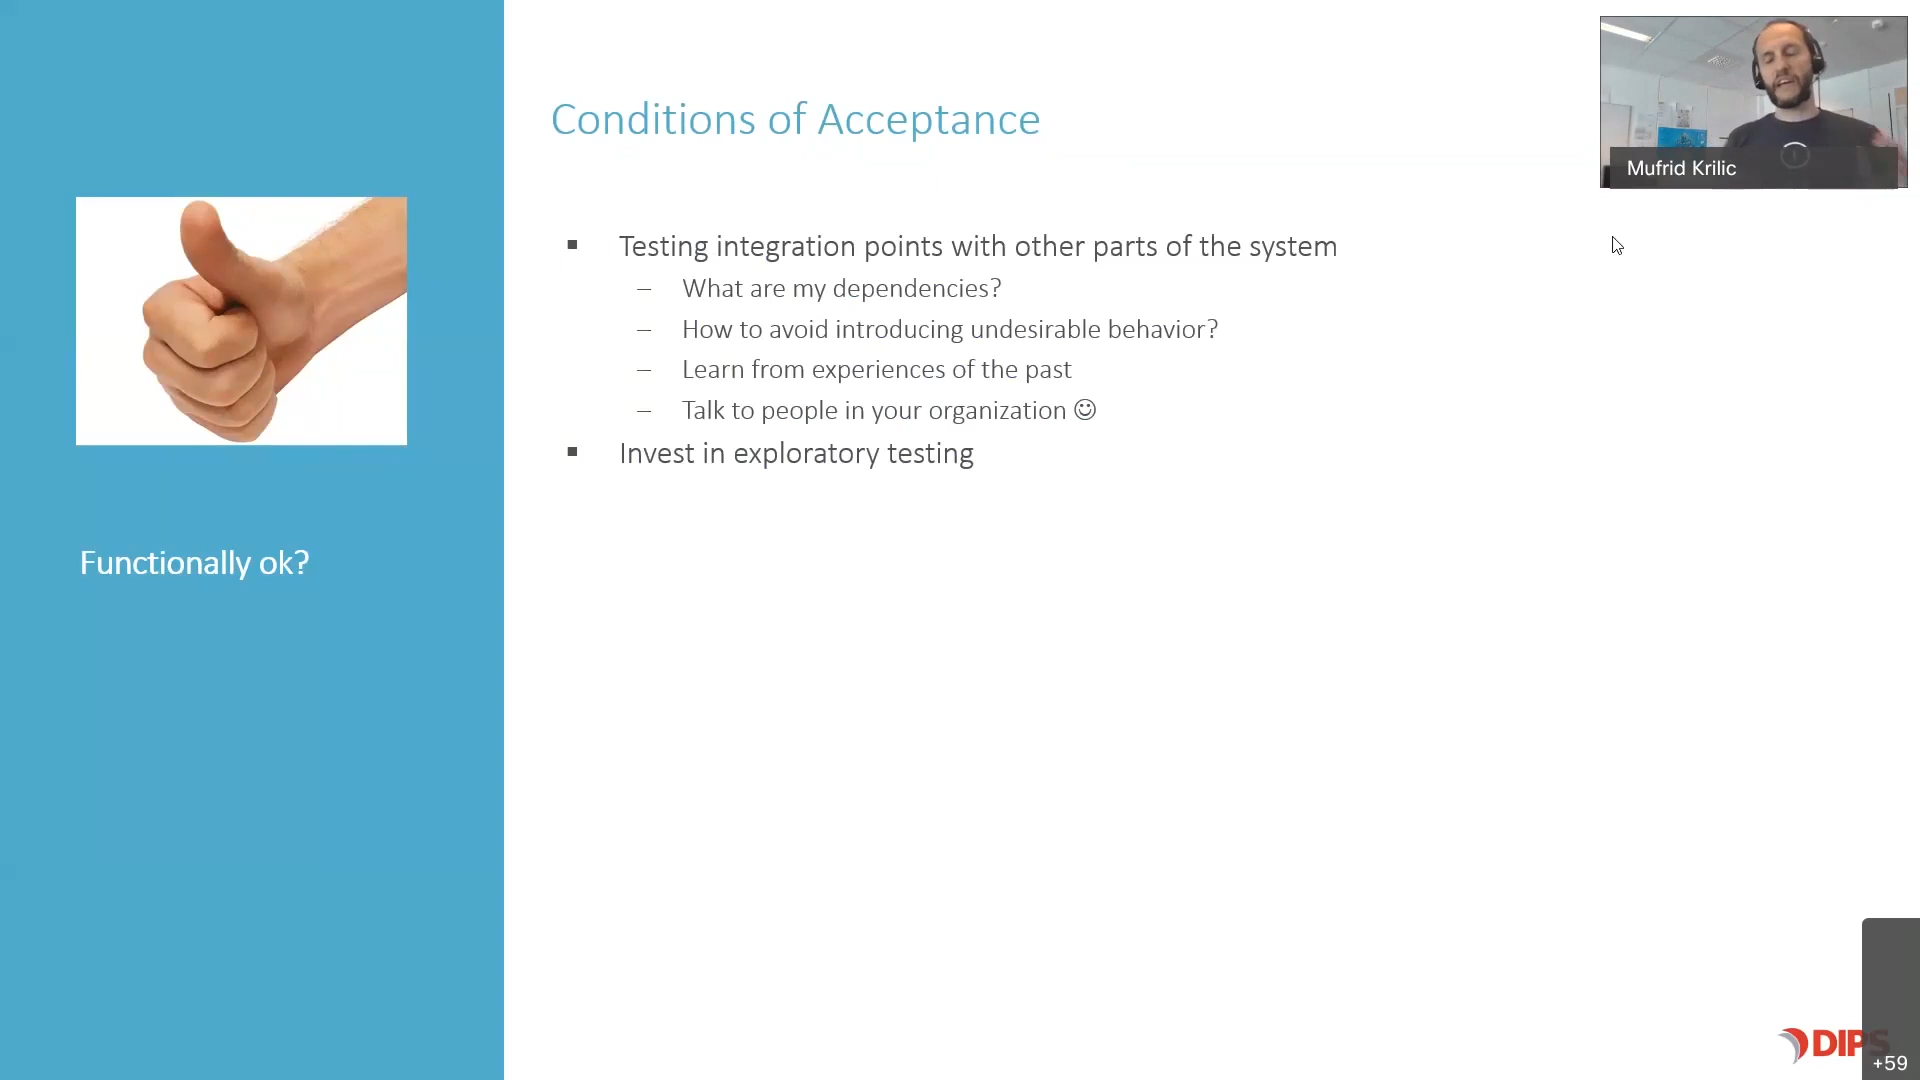 Conditions of Acceptance
Mufrid Krilic
▪ Testing integration points with other parts of the system
– What are my dependencies?
– How to avoid introducing undesirable behavior?
– Learn from experiences of the past
– Talk to people in your organization ☺
▪ Invest in exploratory testing
Functionally ok?
DIPS
+59